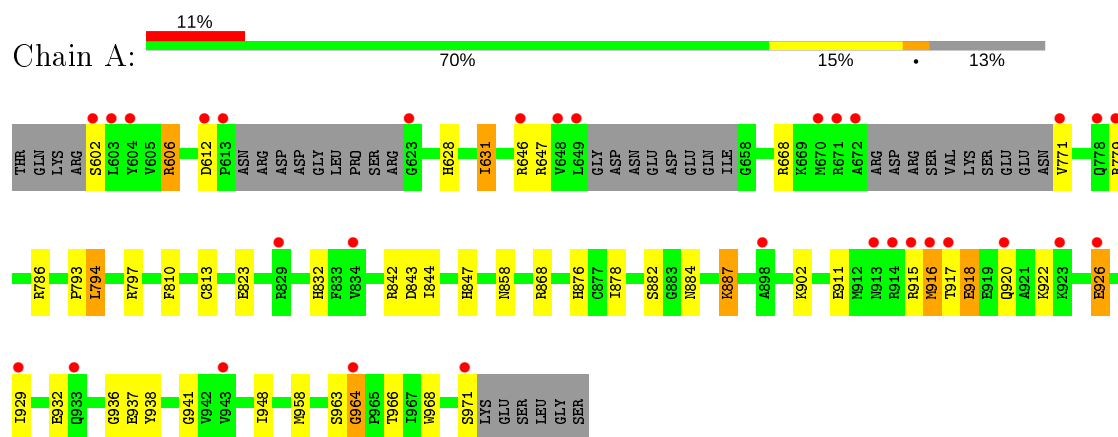 11%
Chain A:
70% 15% • 13%
THR GLN LYS ARG S602 L603 Y604 V605 R606 D612 P613 ASN ARG ASP ASP GLY LEU PRO SER ARG G623 H628 I631 R646 R647 V648 L649 GLY ASP ASN GLU ASP GLU GLN ILE G658 R668 K669 M670 R671 A672 ARG ASP ARG SER VAL LYS SER GLU GLU ASN V771 Q778 R779
R786 P793 L794 R797 F810 C813 E823 R829 H832 F833 V834 R842 D843 I844 H847 N858 R868 H876 C877 I878 S882 G883 N884 K887 A898 K902 E911 M912 N913 R914 R915 M916 T917 E918 E919 Q920 A921 K922 K923 E926
I929 E932 Q933 G936 E937 Y938 G941 V942 V943 I948 M958 S963 G964 P965 T966 I967 W968 S971 LYS GLU SER LEU GLY SER